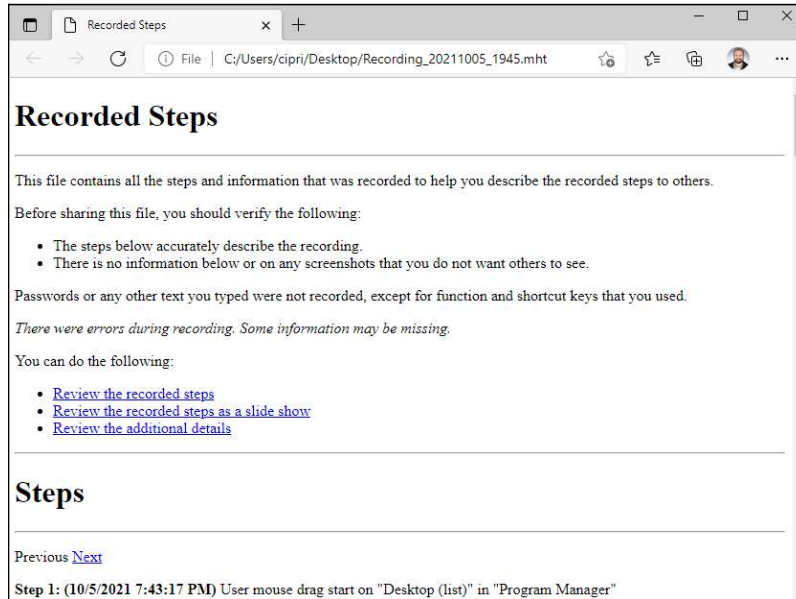 Recorded Steps
File | C:/Users/cipri/Desktop/Recording_20211005_1945.mht
Recorded Steps
This file contains all the steps and information that was recorded to help you describe the recorded steps to others.
Before sharing this file, you should verify the following:
• The steps below accurately describe the recording.
• There is no information below or on any screenshots that you do not want others to see.
Passwords or any other text you typed were not recorded, except for function and shortcut keys that you used.
There were errors during recording. Some information may be missing.
You can do the following:
• Review the recorded steps
• Review the recorded steps as a slide show
• Review the additional details
Steps
Previous Next
Step 1: (10/5/2021 7:43:17 PM) User mouse drag start on "Desktop (list)" in "Program Manager"